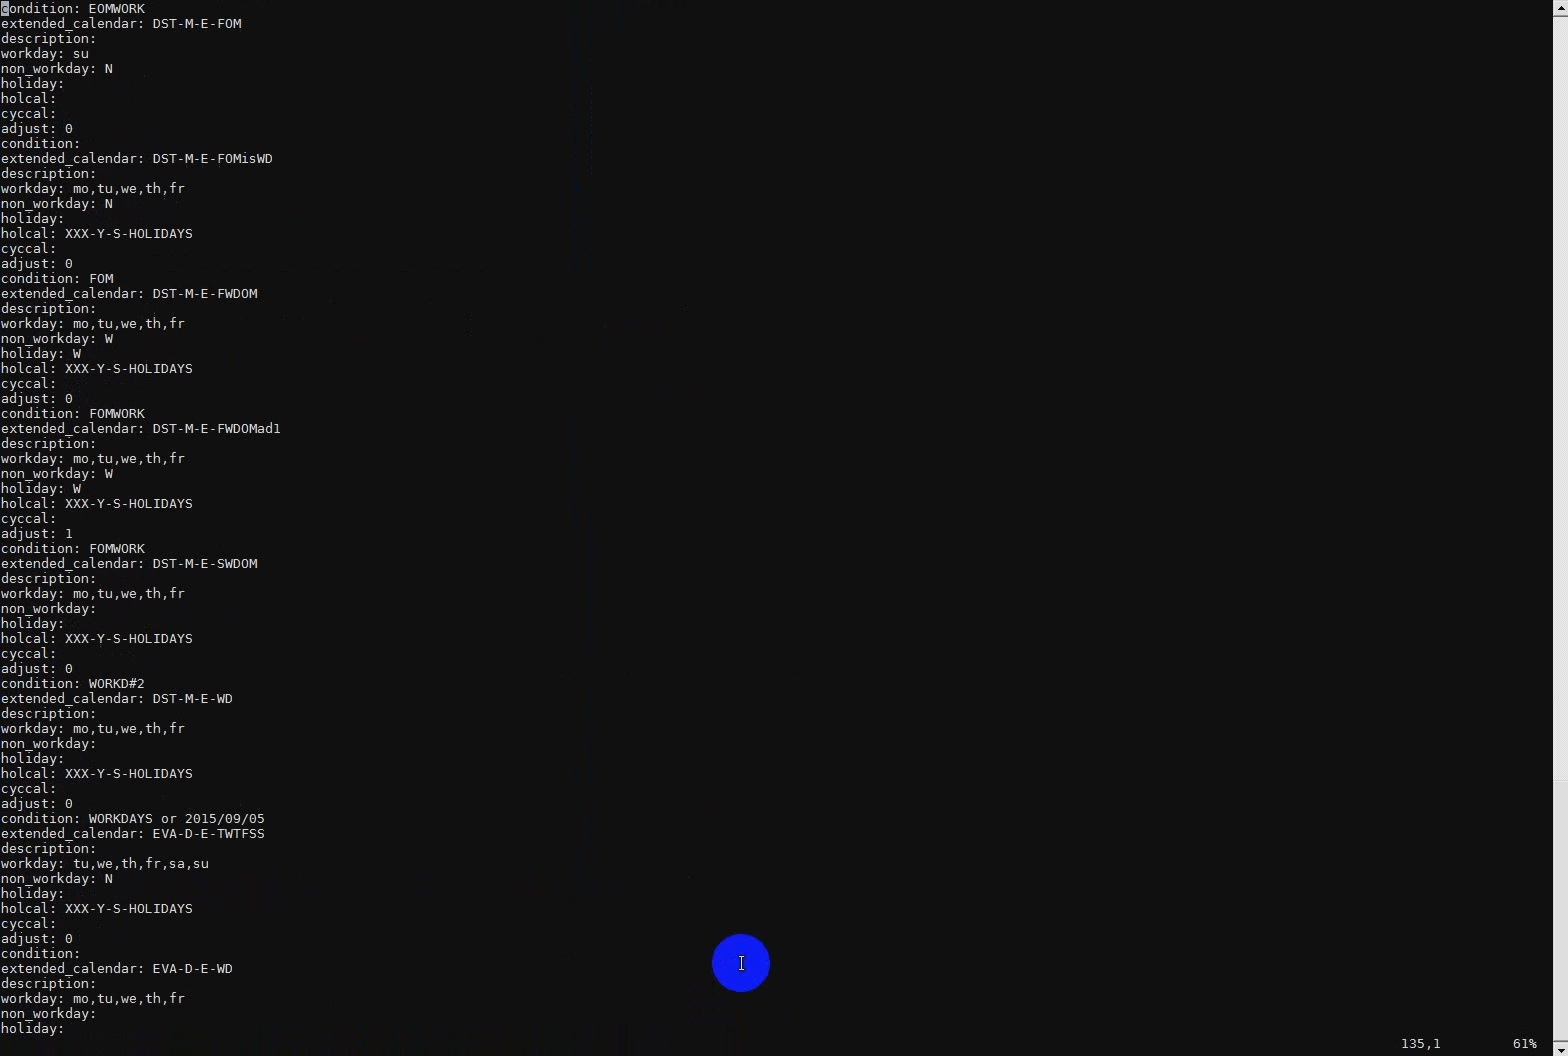 condition: EOMWORK
extended_calendar: DST-M-E-FOM
description:
workday: su
non_workday: N
holiday:
holcal:
cyccal:
adjust: 0
condition:
extended_calendar: DST-M-E-FOMisWD
description:
workday: mo,tu,we,th,fr
non_workday: N
holiday:
holcal: XXX-Y-S-HOLIDAYS
cyccal:
adjust: 0
condition: FOM
extended_calendar: DST-M-E-FWDOM
description:
workday: mo,tu,we,th,fr
non_workday: W
holiday: W
holcal: XXX-Y-S-HOLIDAYS
cyccal:
adjust: 0
condition: FOMWORK
extended_calendar: DST-M-E-FWDOMad1
description:
workday: mo,tu,we,th,fr
non_workday: W
holiday: W
holcal: XXX-Y-S-HOLIDAYS
cyccal:
adjust: 1
condition: FOMWORK
extended_calendar: DST-M-E-SWDOM
description:
workday: mo,tu,we,th,fr
non_workday:
holiday:
holcal: XXX-Y-S-HOLIDAYS
cyccal:
adjust: 0
condition: WORKD#2
extended_calendar: DST-M-E-WD
description:
workday: mo,tu,we,th,fr
non_workday:
holiday:
holcal: XXX-Y-S-HOLIDAYS
cyccal:
adjust: 0
condition: WORKDAYS or 2015/09/05
extended_calendar: EVA-D-E-TWTFSS
description:
workday: tu,we,th,fr,sa,su
non_workday: N
holiday:
holcal: XXX-Y-S-HOLIDAYS
cyccal:
adjust: 0
condition:
extended_calendar: EVA-D-E-WD
description:
workday: mo,tu,we,th,fr
non_workday:
holiday:
135,1 61%